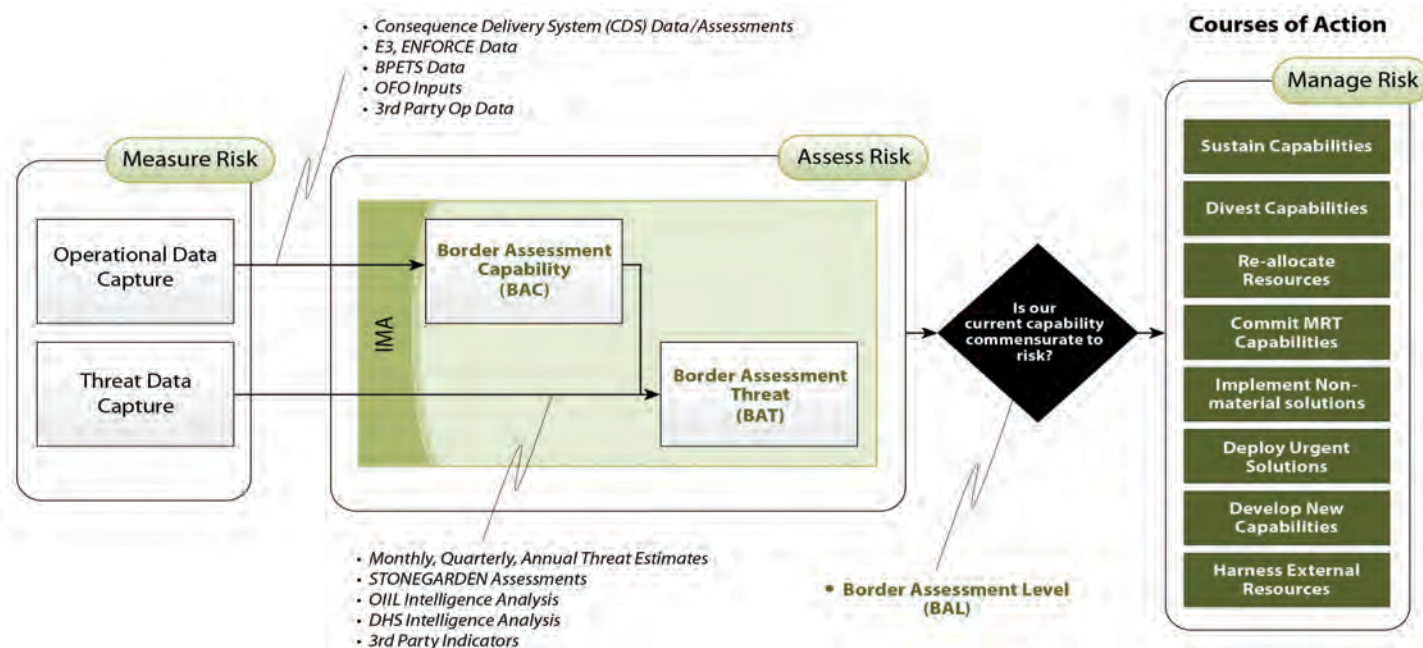 • Consequence Delivery System (CDS) Data/Assessments
• E3, ENFORCE Data
• BPETS Data
• OFO Inputs
• 3rd Party Op Data
Courses of Action
Measure Risk
Assess Risk
Manage Risk
Operational Data
Capture
Threat Data
Capture
IMA
Border Assessment
Capability
(BAC)
Border Assessment
Threat
(BAT)
Is our
current capability
commensurate to
risk?
Sustain Capabilities
Divest Capabilities
Re-allocate
Resources
Commit MRT
Capabilities
Implement Non-
material solutions
Deploy Urgent
Solutions
Develop New
Capabilities
Harness External
Resources
• Monthly, Quarterly, Annual Threat Estimates
• STONEGARDEN Assessments
• OIIL Intelligence Analysis
• DHS Intelligence Analysis
• 3rd Party Indicators
• Border Assessment Level
(BAL)